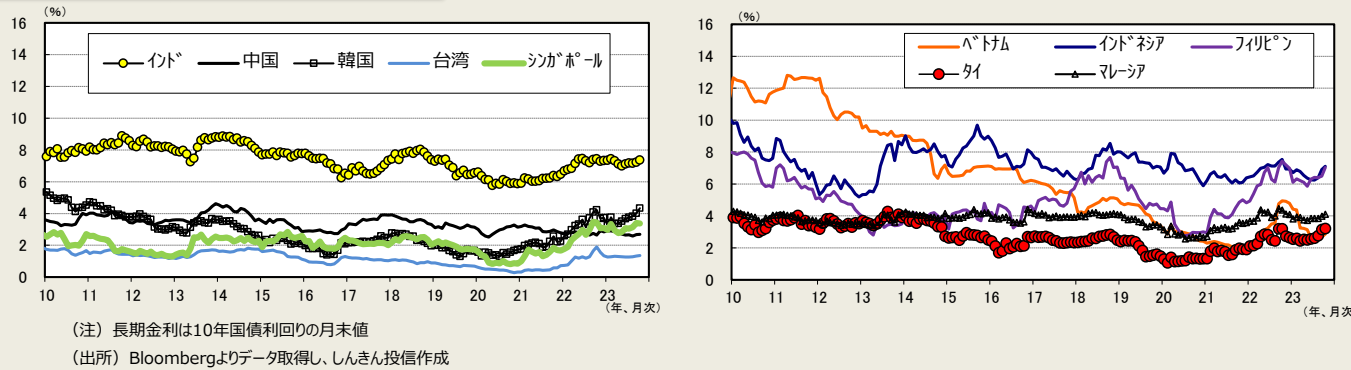 (%)
16
14
12
10
8
6
4
2
0
インド 中国 韓国 台湾 シンガポール
10 11 12 13 14 15 16 17 18 19 20 21 22 23
(年、月次)
(%)
16
14
12
10
8
6
4
2
0
ベトナム インドネシア フィリピン
タイ マレーシア
10 11 12 13 14 15 16 17 18 19 20 21 22 23
(年、月次)
(注) 長期金利は10年国債利回りの月末値
(出所) Bloombergよりデータ取得し、しんきん投信作成